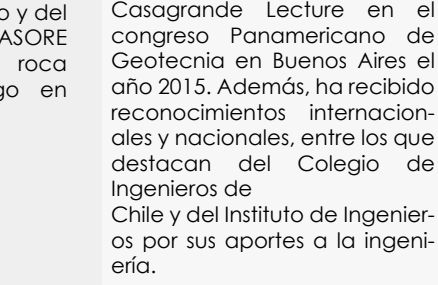 o y del
ASORE
roca
go en
Casagrande Lecture en el
congreso Panamericano de
Geotecnia en Buenos Aires el
año 2015. Además, ha recibido
reconocimientos internacion-
ales y nacionales, entre los que
destacan del Colegio de
Ingenieros de
Chile y del Instituto de Ingenier-
os por sus aportes a la ingeni-
ería.